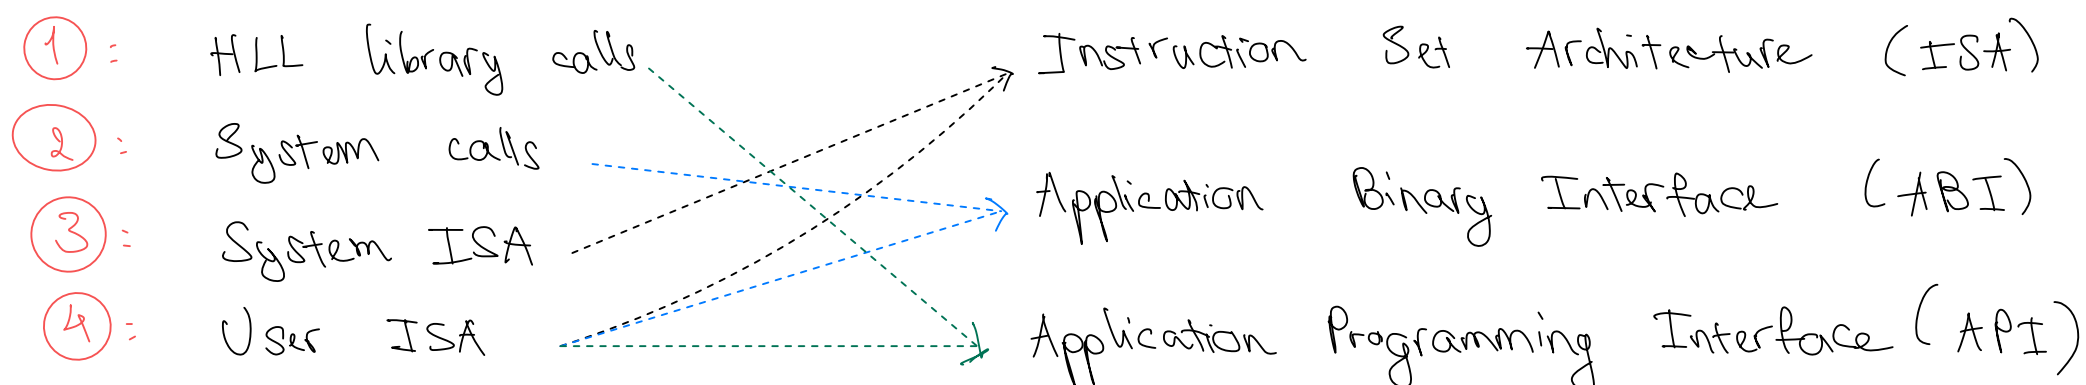 1: HLL library calls Instruction Set Architecture (ISA)
2: System calls Application Binary Interface (ABI)
3: System ISA
4: User ISA Application Programming Interface (API)